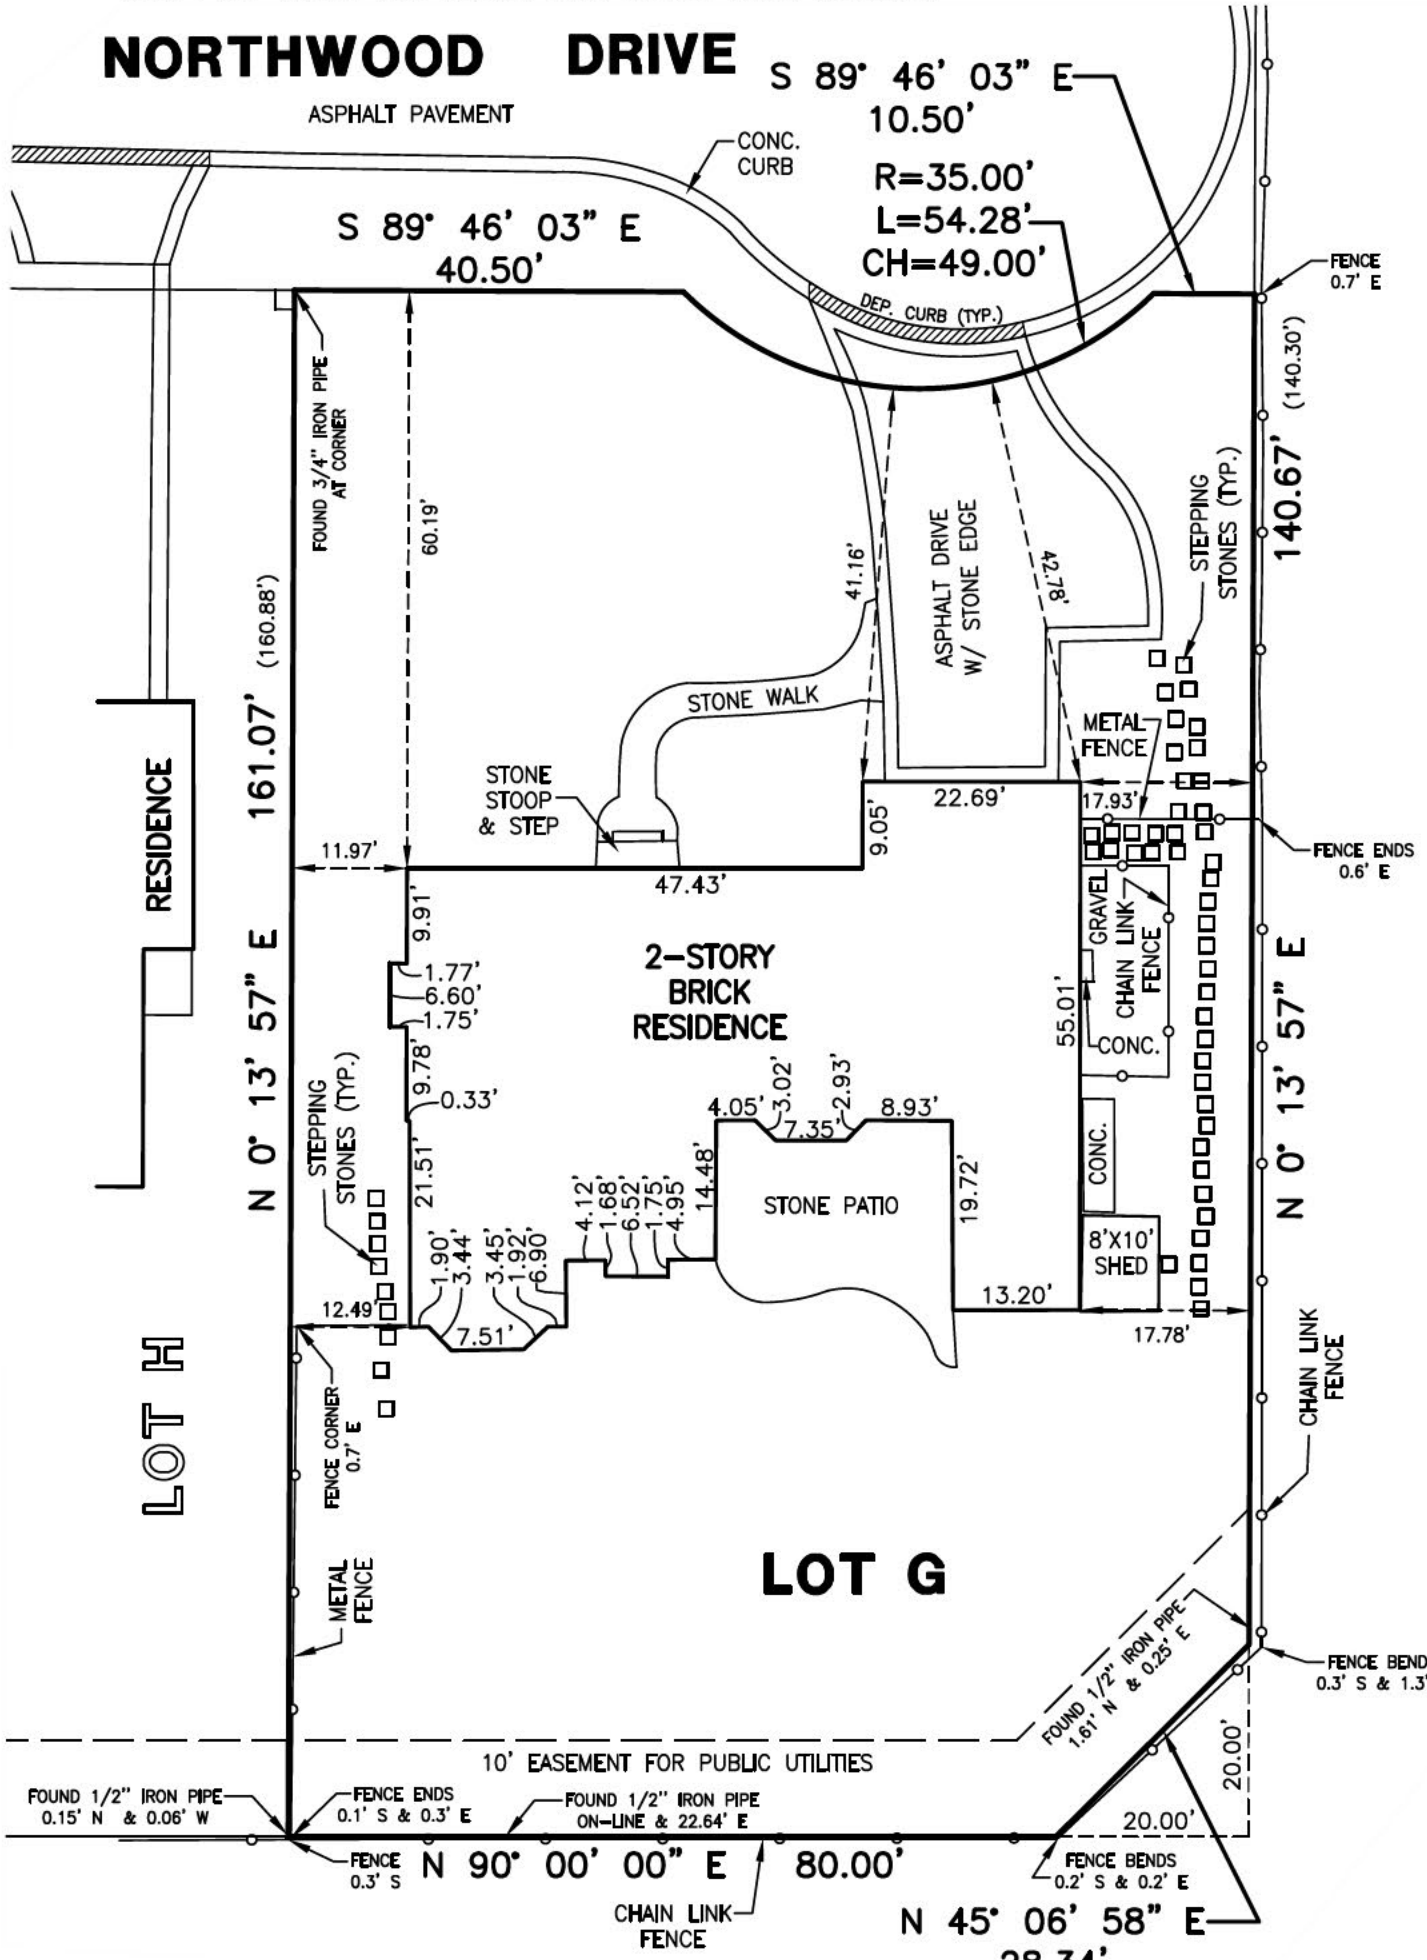 NORTHWOOD DRIVE
ASPHALT PAVEMENT
S 89° 46' 03" E
10.50'
CONC.
CURB
R=35.00'
L=54.28'
CH=49.00'
S 89° 46' 03" E
40.50'
DEP. CURB (TYP.)
FENCE
0.7' E
FOUND 3/4" IRON PIPE
AT CORNER
60.19'
(140.30')
140.67'
STEPPING
STONES (TYP.)
41.16'
ASPHALT DRIVE
W/ STONE EDGE
42.78'
(160.88')
161.07'
STONE WALK
METAL
FENCE
RESIDENCE
STONE
STOOP
& STEP
22.69'
17.93'
9.05'
11.97'
47.43'
FENCE ENDS
0.6' E
9.91'
GRAVEL
CHAIN LINK
FENCE
2-STORY
BRICK
RESIDENCE
1.77'
6.60'
1.75'
55.01'
CONC.
9.78'
0.33'
N 0° 13' 57" E
N 0° 13' 57" E
STEPPING
STONES (TYP.)
4.05'
3.02'
7.35'
2.93'
8.93'
CONC.
21.51'
14.48'
19.72'
STONE PATIO
4.12'
1.68'
6.52'
1.75'
4.95'
1.90'
3.44'
3.45'
1.92'
6.90'
8'X10'
SHED
13.20'
12.49'
7.51'
17.78'
CHAIN LINK
FENCE
LOT H
FENCE CORNER
0.7' E
METAL
FENCE
LOT G
FOUND 1/2" IRON PIPE
1.61' N & 0.25' E
FENCE BEND
0.3' S & 1.3'
20.00'
10' EASEMENT FOR PUBLIC UTILITIES
FOUND 1/2" IRON PIPE
0.15' N & 0.06' W
FENCE ENDS
0.1' S & 0.3' E
FOUND 1/2" IRON PIPE
ON-LINE & 22.64' E
20.00'
FENCE
0.3' S
N 90° 00' 00" E 80.00'
FENCE BENDS
0.2' S & 0.2' E
CHAIN LINK
FENCE
N 45° 06' 58" E
28.34'